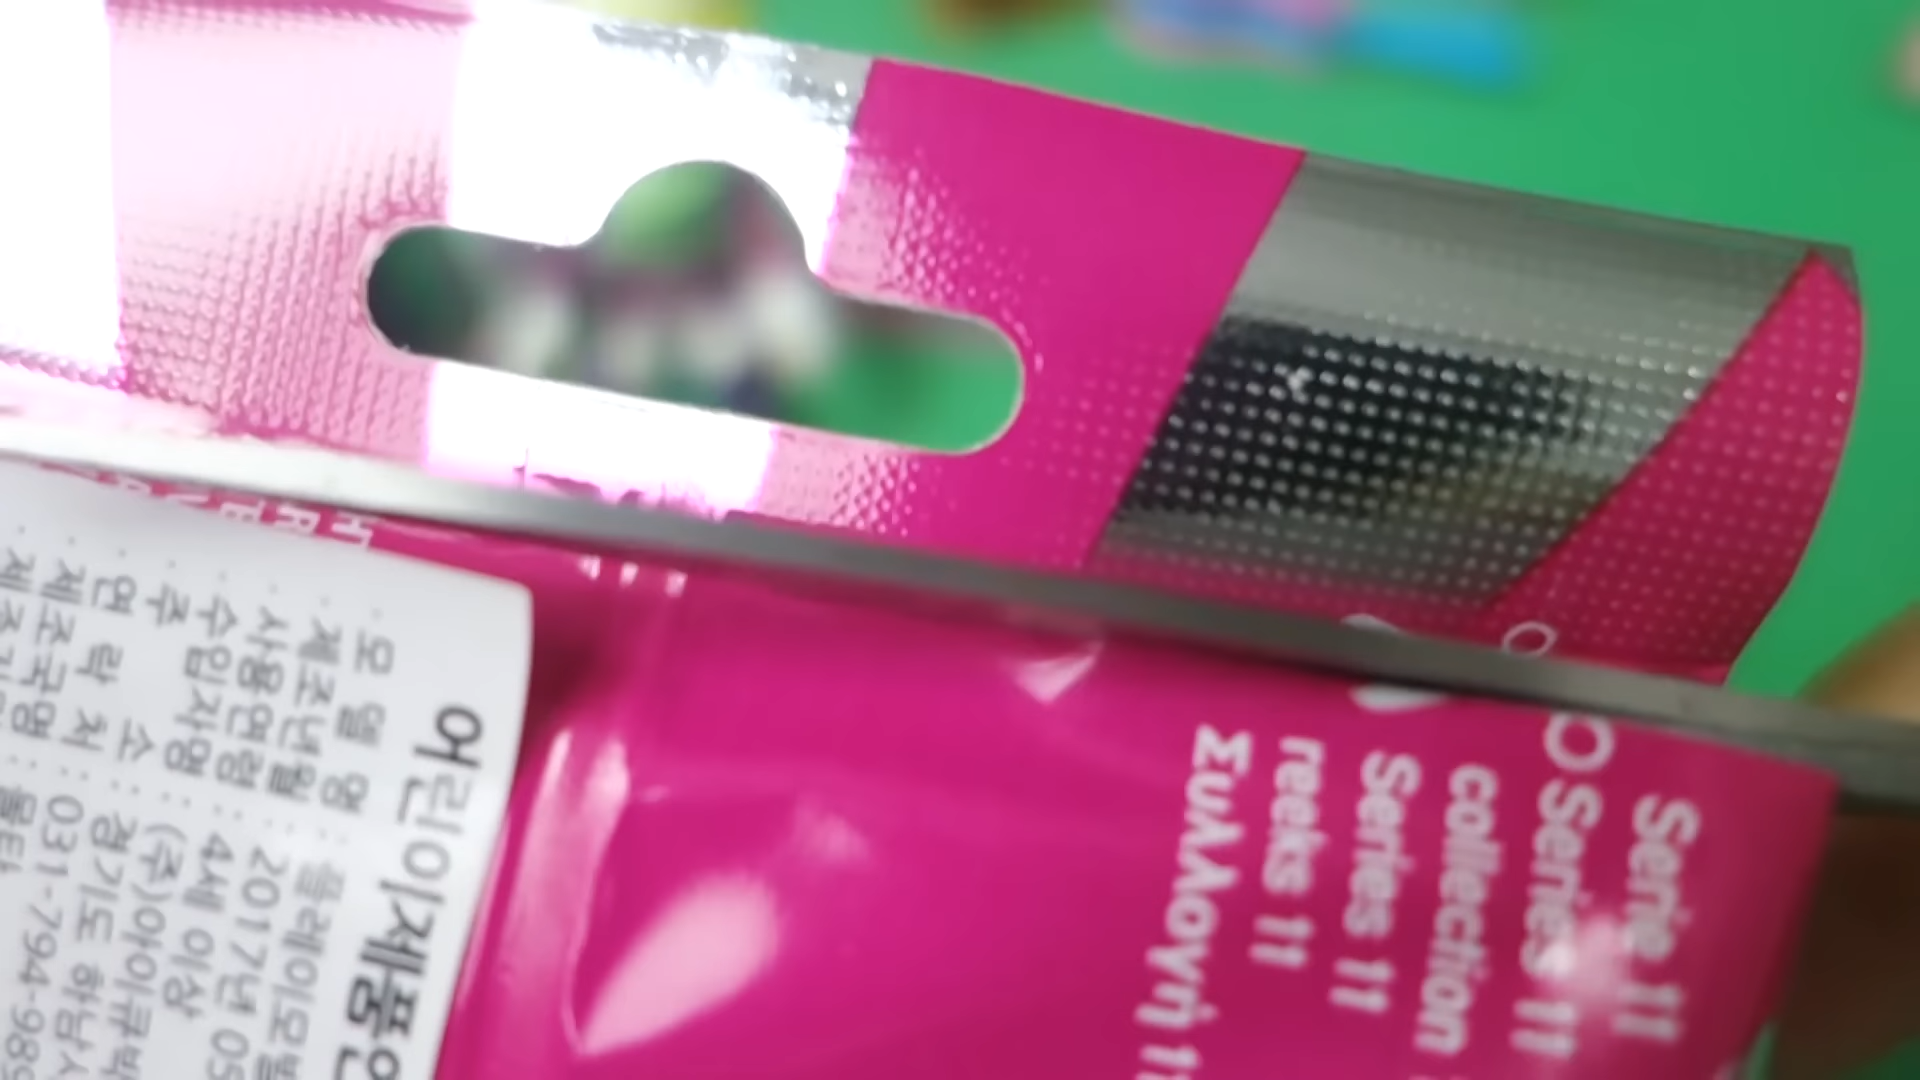 Serie 11
Series 11
collection
Series 11
reeks 11
Συλλογή 11
어린이제품안
모 델 명 : 플레이모빌
제조년월 : 2017년 05
사용연령 : 4세 이상
수입자명 : (주)아이큐박
주 소 : 경기도 하남시
연 락 처 : 031-794-989
제조국명 : 몰타